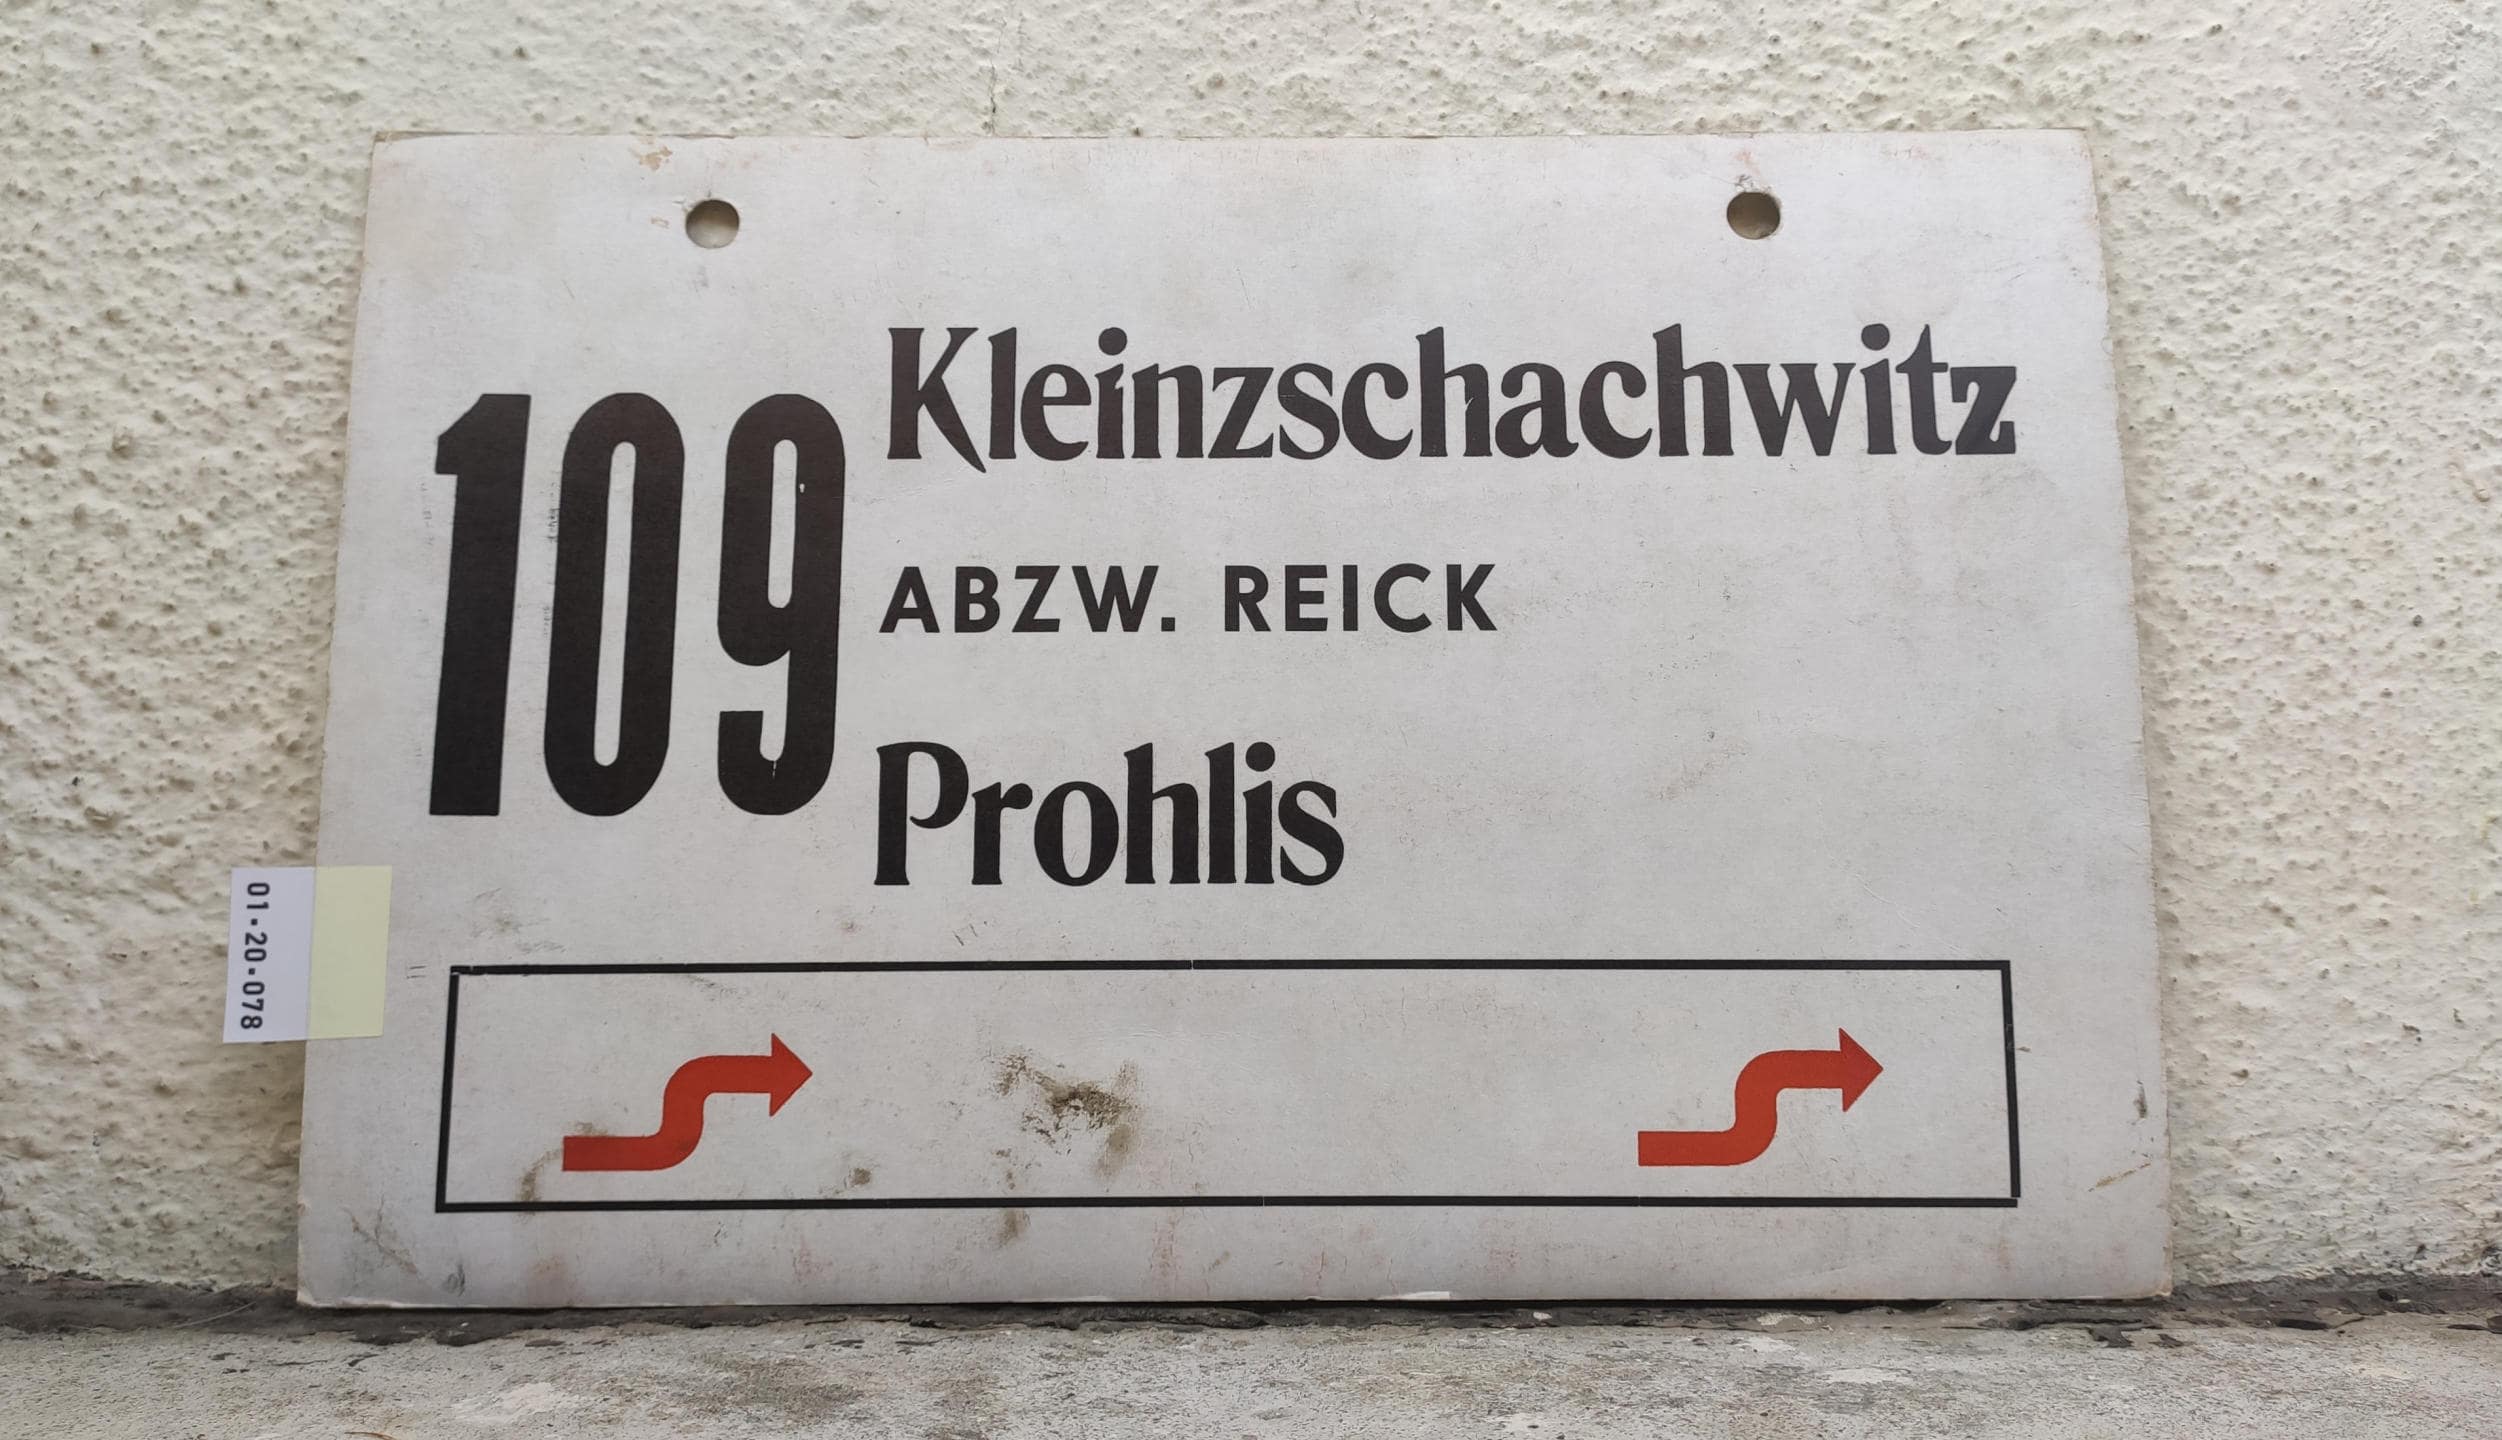 109
Kleinzschachwitz
ABZW. REICK
Prohlis
01-20-078